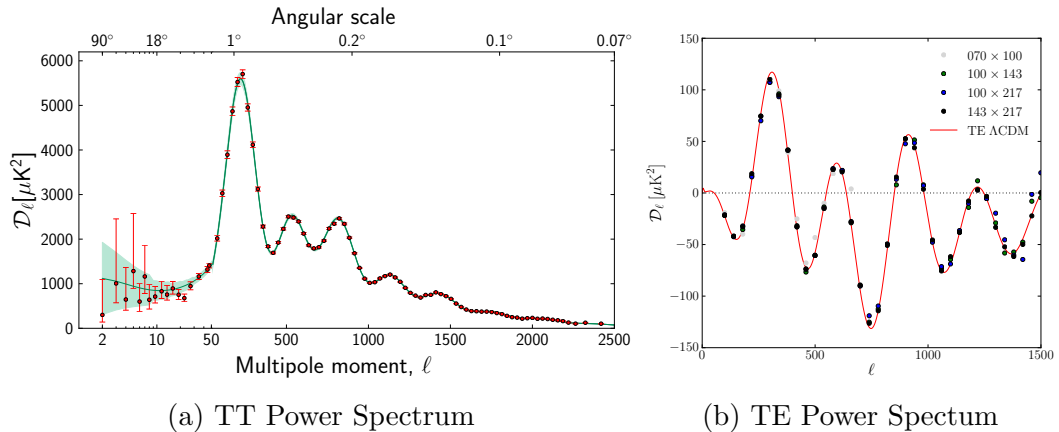 Angular scale
90° 18° 1° 0.2° 0.1° 0.07°
6000
5000
4000
3000
2000
1000
0
𝒟ℓ[μK²]
2 10 50 500 1000 1500 2000 2500
Multipole moment, ℓ
(a) TT Power Spectrum
150
100
50
0
−50
−100
−150
𝒟ℓ [μK²]
070 × 100
100 × 143
100 × 217
143 × 217
TE ΛCDM
0 500 1000 1500
ℓ
(b) TE Power Spectum